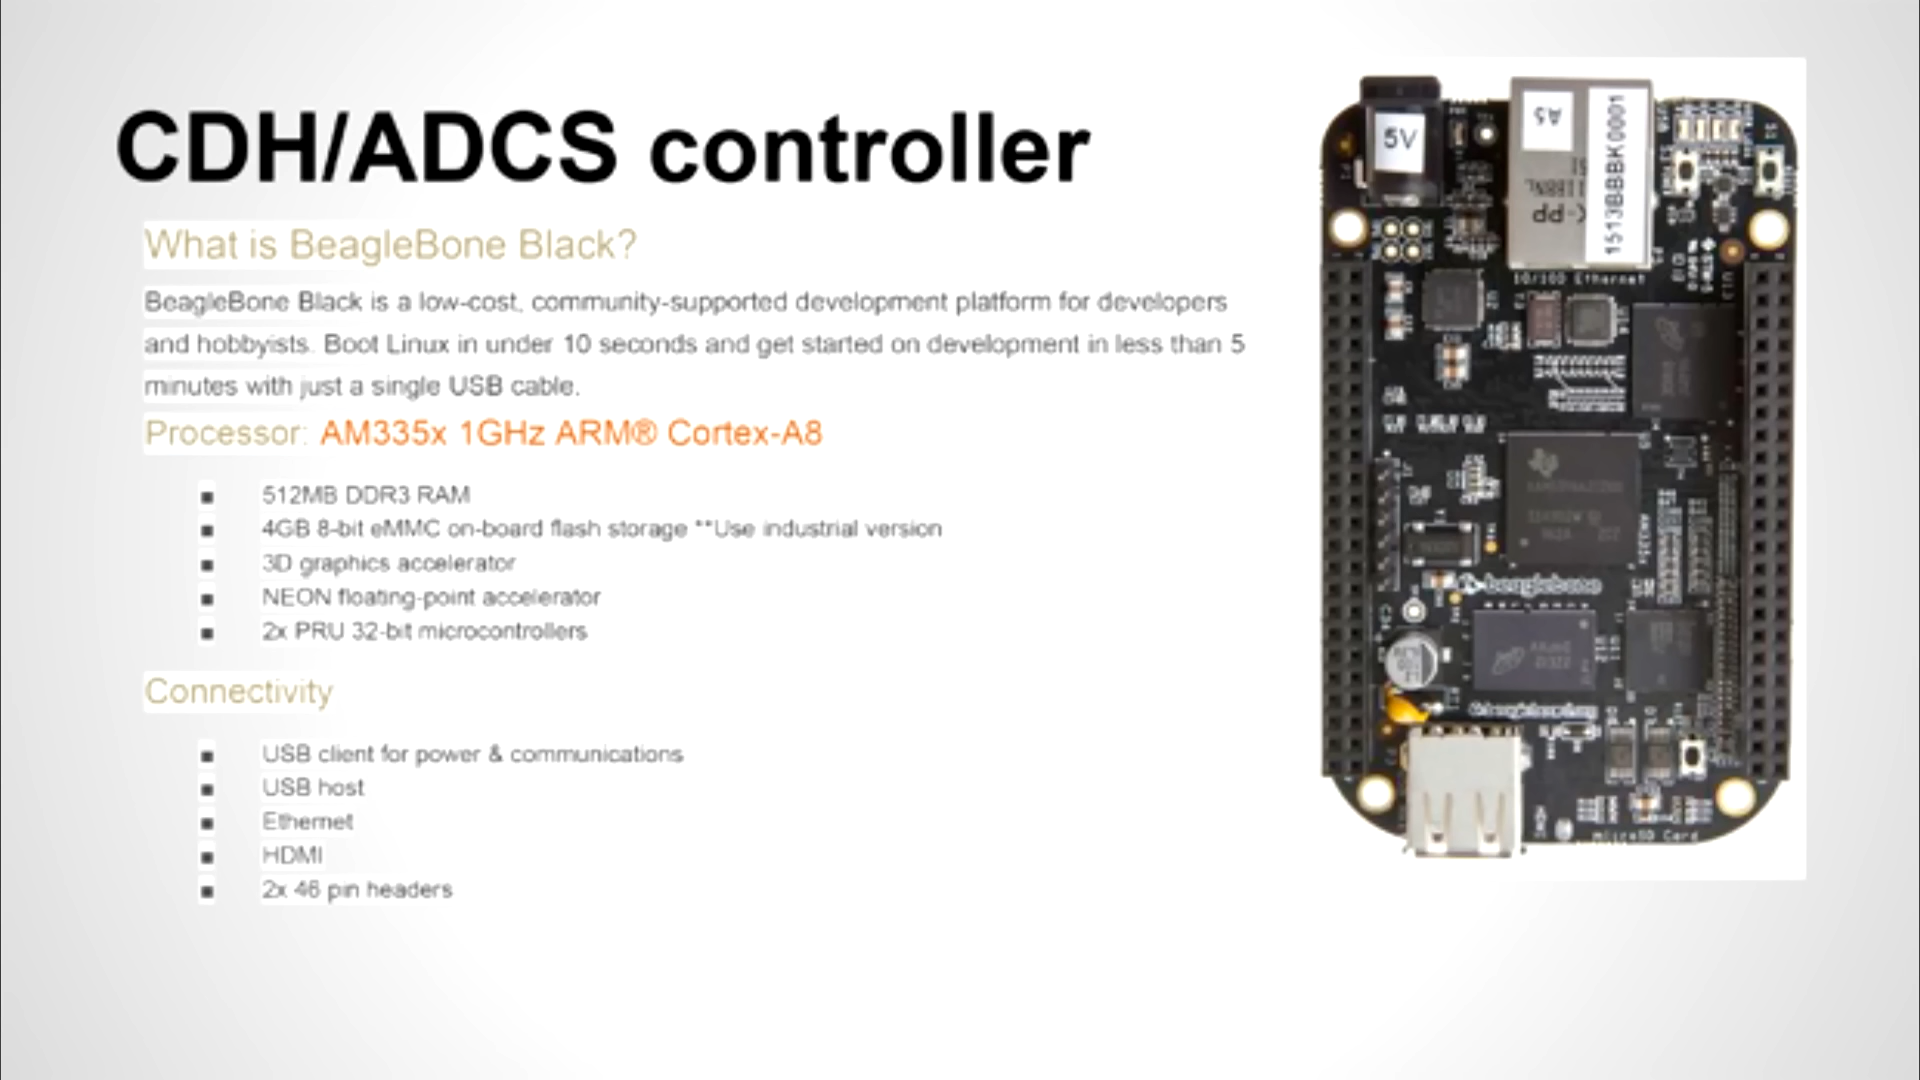 CDH/ADCS controller
What is BeagleBone Black?
BeagleBone Black is a low-cost, community-supported development platform for developers
and hobbyists. Boot Linux in under 10 seconds and get started on development in less than 5
minutes with just a single USB cable.
Processor: AM335x 1GHz ARM® Cortex-A8
512MB DDR3 RAM
4GB 8-bit eMMC on-board flash storage **Use industrial version
3D graphics accelerator
NEON floating-point accelerator
2x PRU 32-bit microcontrollers
Connectivity
USB client for power & communications
USB host
Ethernet
HDMI
2x 46 pin headers
5V
A5
1513BBBK0001
10/100 Ethernet
beaglebone
microSD Card